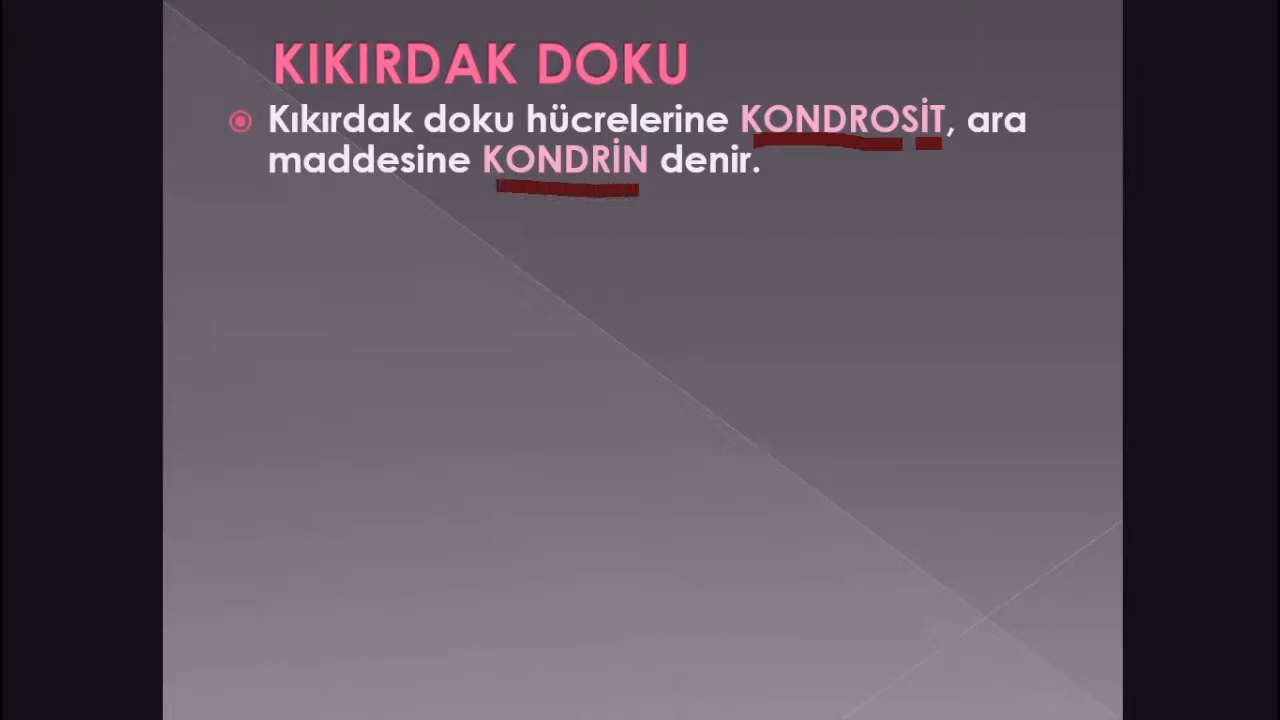 KIKIRDAK DOKU
Kıkırdak doku hücrelerine KONDROSİT, ara
maddesine KONDRİN denir.